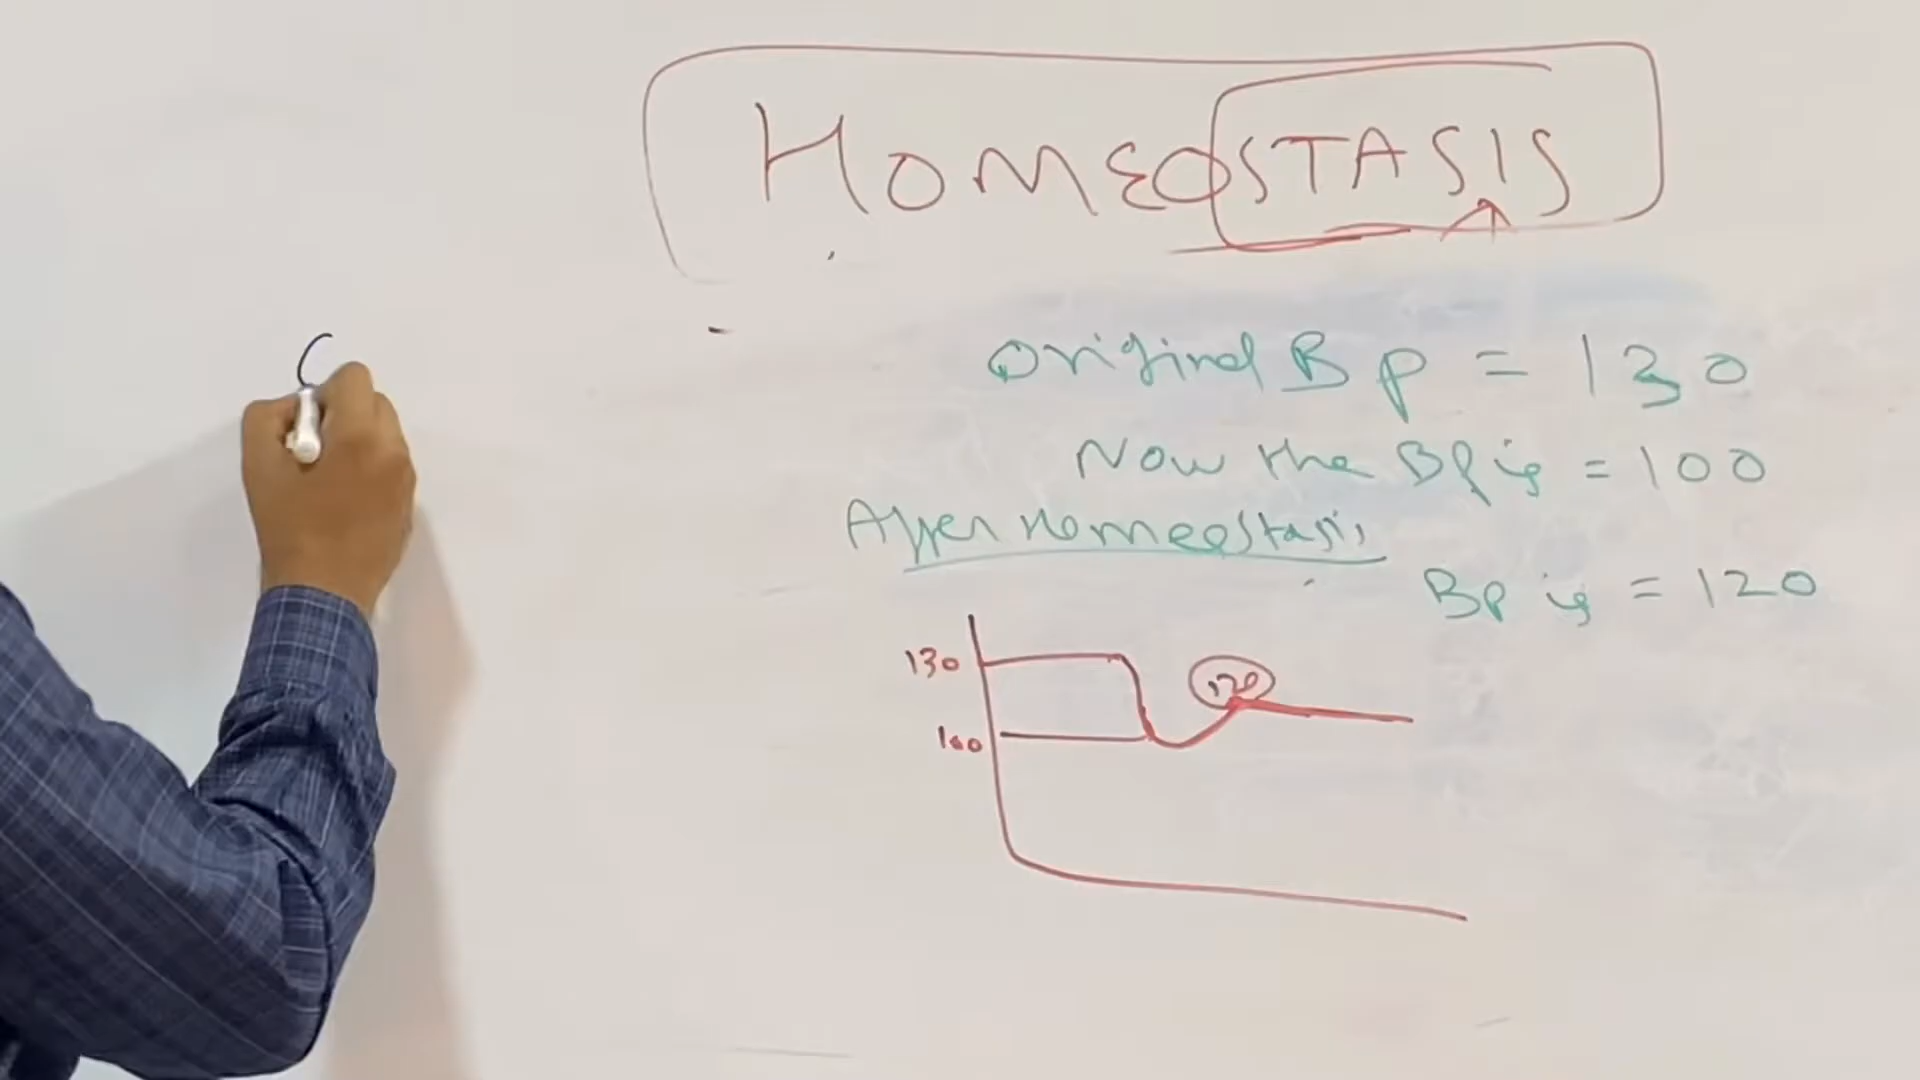 HOMEOSTASIS
Original BP = 130
Now the BP is = 100
After Homeostasis
BP is = 120
130
120
100